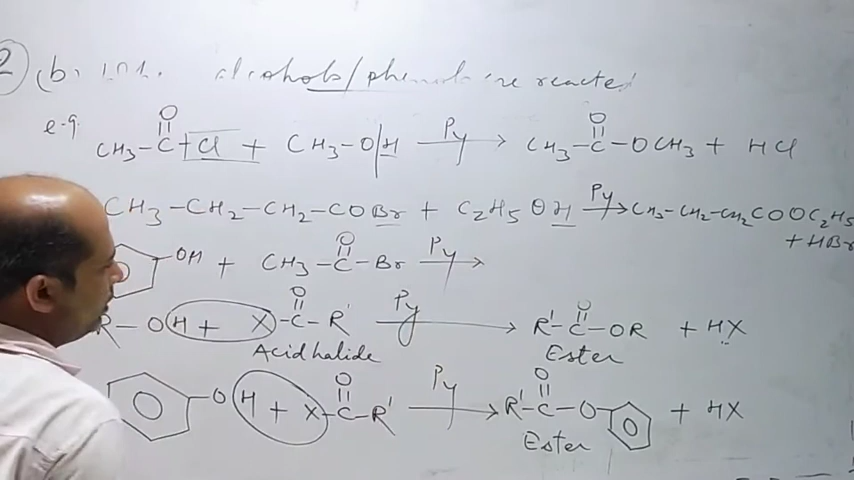 2 (b) alcohols/phenols are reacted
e.g. CH3-C(=O)-Cl + CH3-O|H Py→ CH3-C(=O)-OCH3 + HCl
CH3-CH2-CH2-COBr + C2H5OH Py→ CH3-CH2-CH2COOC2H5
+ HBr
OH + CH3-C(=O)-Br Py→
R-OH + X-C(=O)-R' Py→ R'-C(=O)-OR + HX
Acid halide Ester
OH + X-C(=O)-R' Py→ R'-C(=O)-O- + HX
Ester